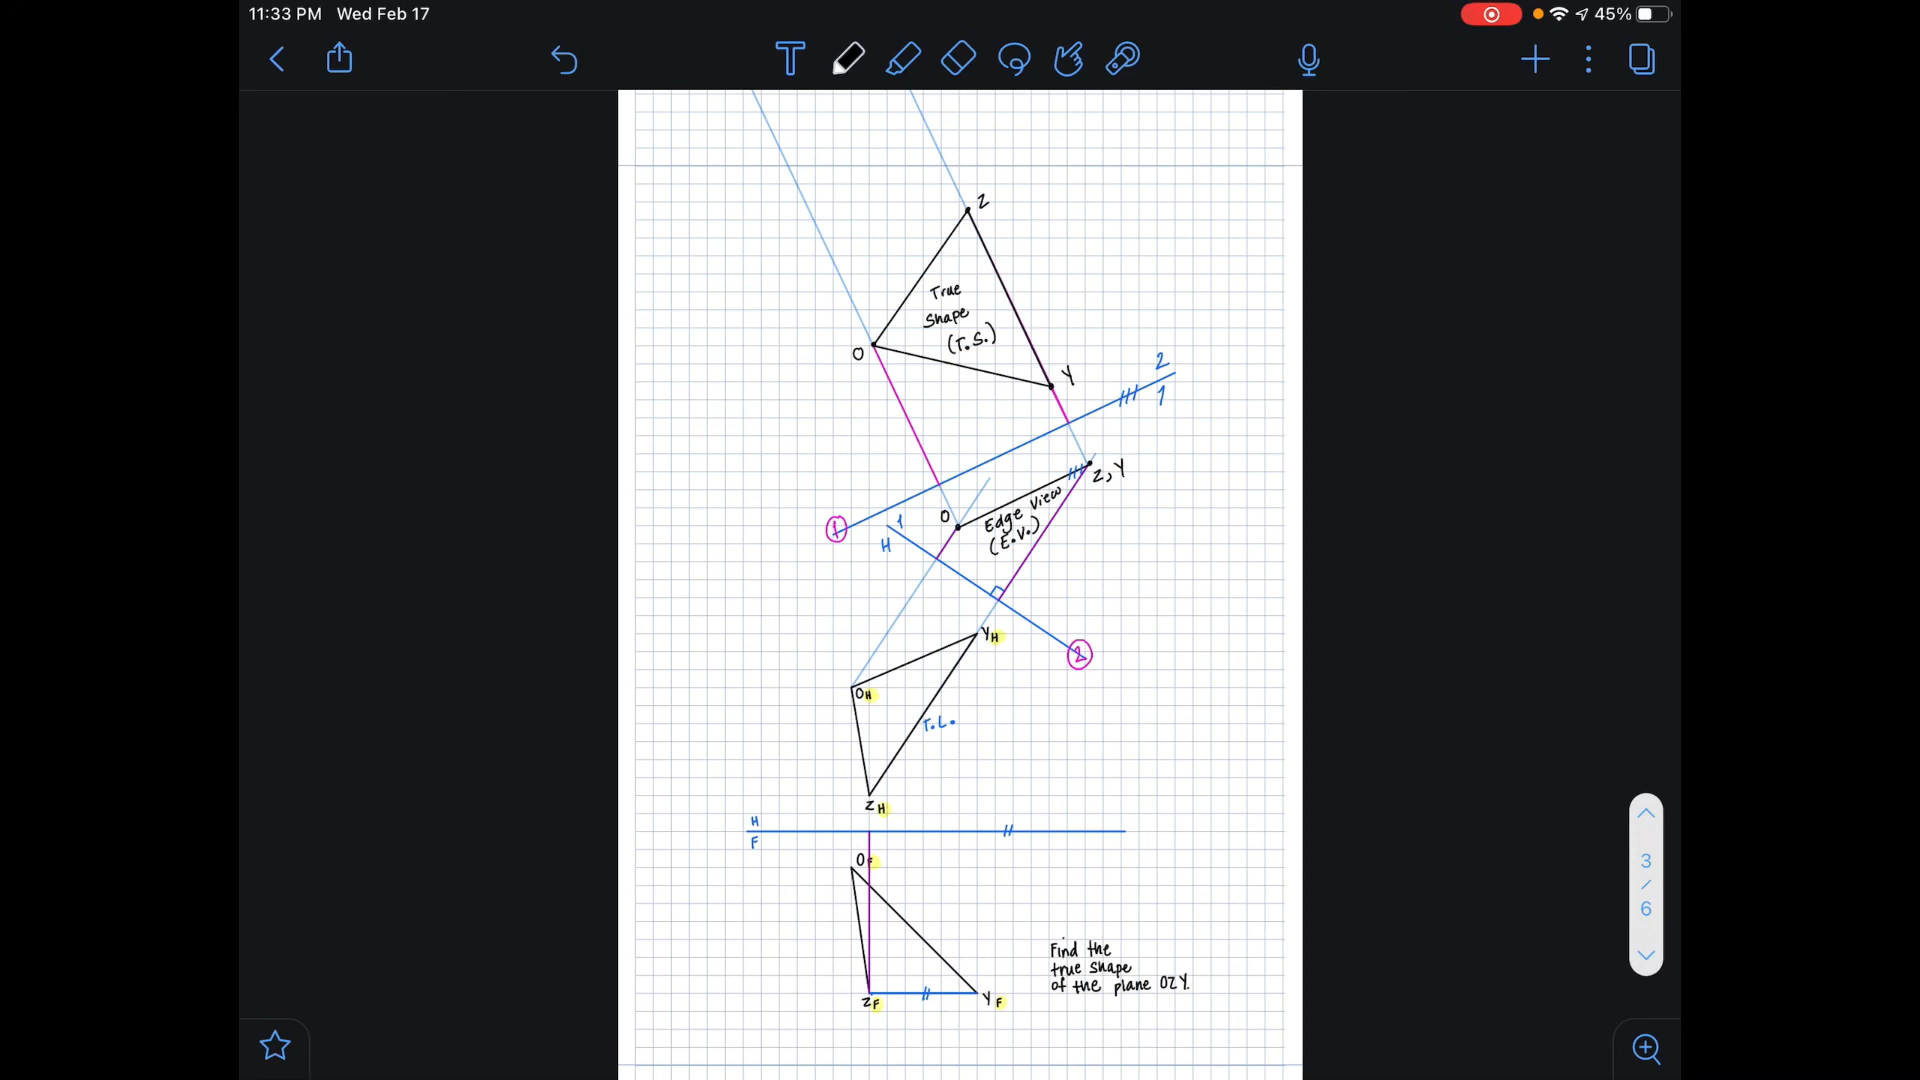 11:33 PM Wed Feb 17
45%
T
Z
True
Shape
(T.S.)
O
Y
2
1
Z, Y
O
Edge View
(E.V.)
1
1
H
2
YH
OH
T.L.
ZH
H
F
OF
3
/
6
Find the
true shape
of the plane OZY.
ZF
YF